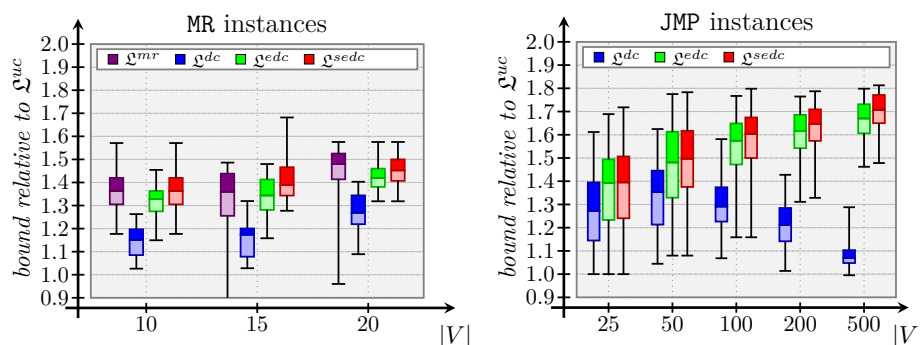 MR instances
bound relative to 𝔏^{uc}
2.0
1.9
1.8
1.7
1.6
1.5
1.4
1.3
1.2
1.1
1.0
0.9
𝔏^{mr} 𝔏^{dc} 𝔏^{edc} 𝔏^{sedc}
10 15 20
|V|
JMP instances
bound relative to 𝔏^{uc}
2.0
1.9
1.8
1.7
1.6
1.5
1.4
1.3
1.2
1.1
1.0
0.9
𝔏^{dc} 𝔏^{edc} 𝔏^{sedc}
25 50 100 200 500
|V